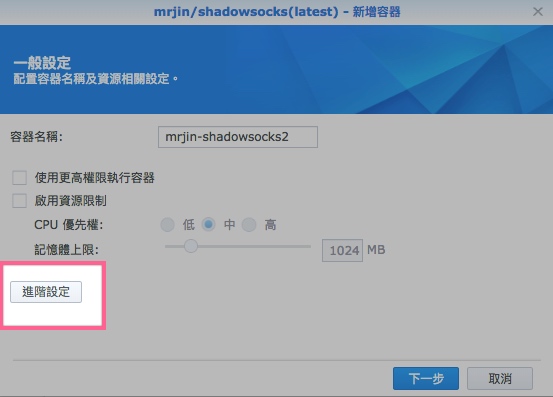 mrjin/shadowsocks(latest) - 新增容器
一般設定
配置容器名稱及資源相關設定。
容器名稱: mrjin-shadowsocks2
使用更高權限執行容器
啟用資源限制
CPU 優先權: 低 中 高
記憶體上限: 1024 MB
進階設定
下一步 取消